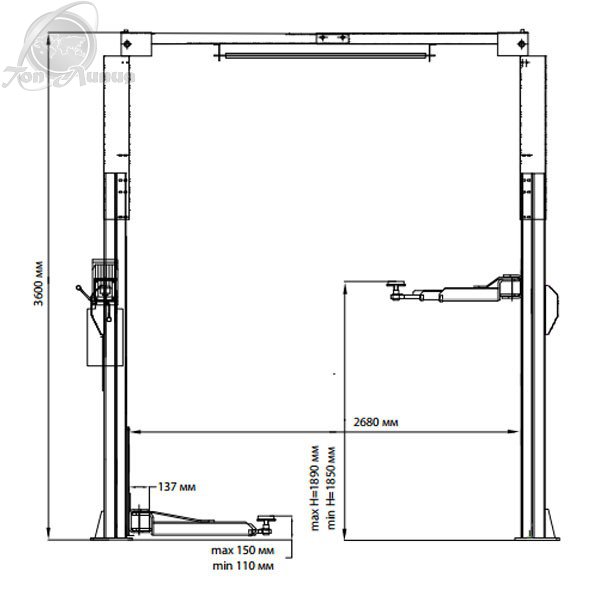 Топ Линия
3600 мм
2680 мм
max H=1890 мм
min H=1850 мм
137 мм
max 150 мм
min 110 мм